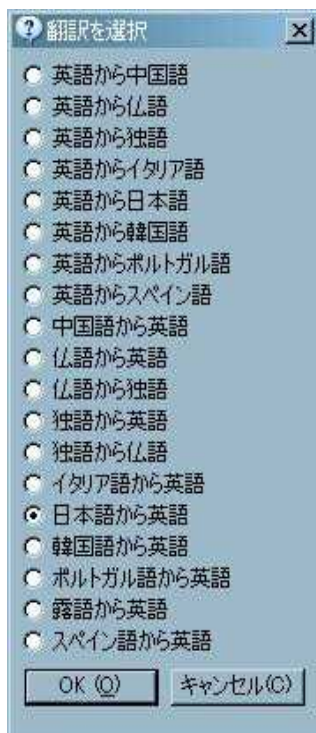 翻訳を選択
英語から中国語
英語から仏語
英語から独語
英語からイタリア語
英語から日本語
英語から韓国語
英語からポルトガル語
英語からスペイン語
中国語から英語
仏語から英語
仏語から独語
独語から英語
独語から仏語
イタリア語から英語
日本語から英語
韓国語から英語
ポルトガル語から英語
露語から英語
スペイン語から英語
OK (O) キャンセル(C)